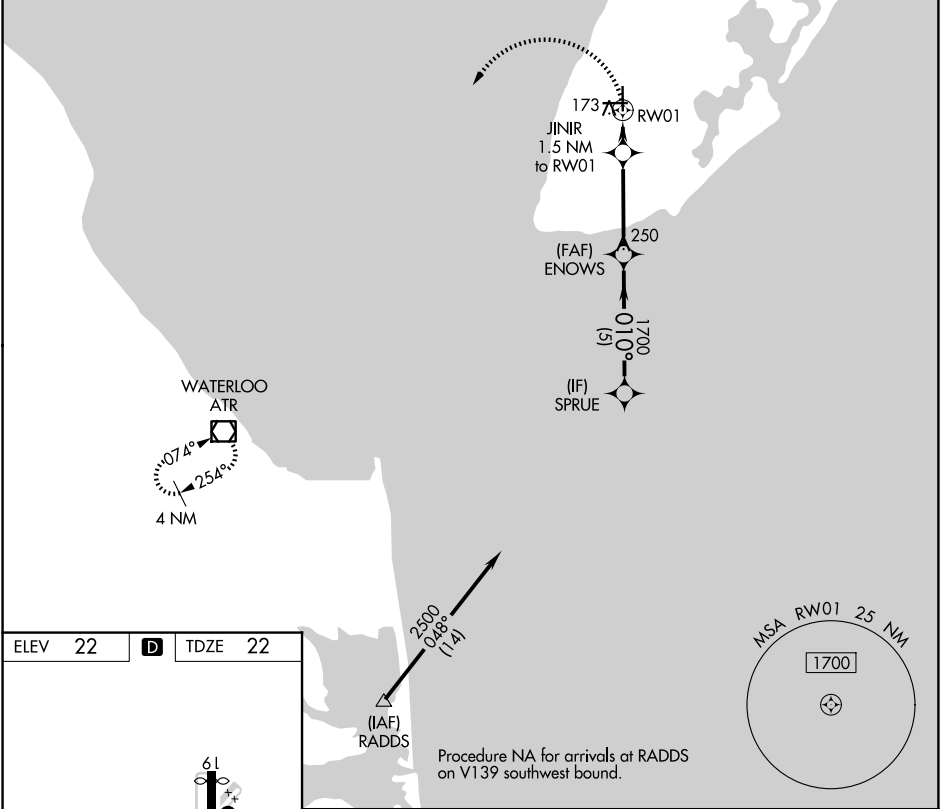 173
RW01
JINIR
1.5 NM
to RW01
250
(FAF)
ENOWS
1700
010°
(5)
(IF)
SPRUE
WATERLOO
ATR
074°
254°
4 NM
2500
048°
(14)
(IAF)
RADDS
Procedure NA for arrivals at RADDS
on V139 southwest bound.
MSA RW01 25 NM
1700
ELEV 22 D TDZE 22
19